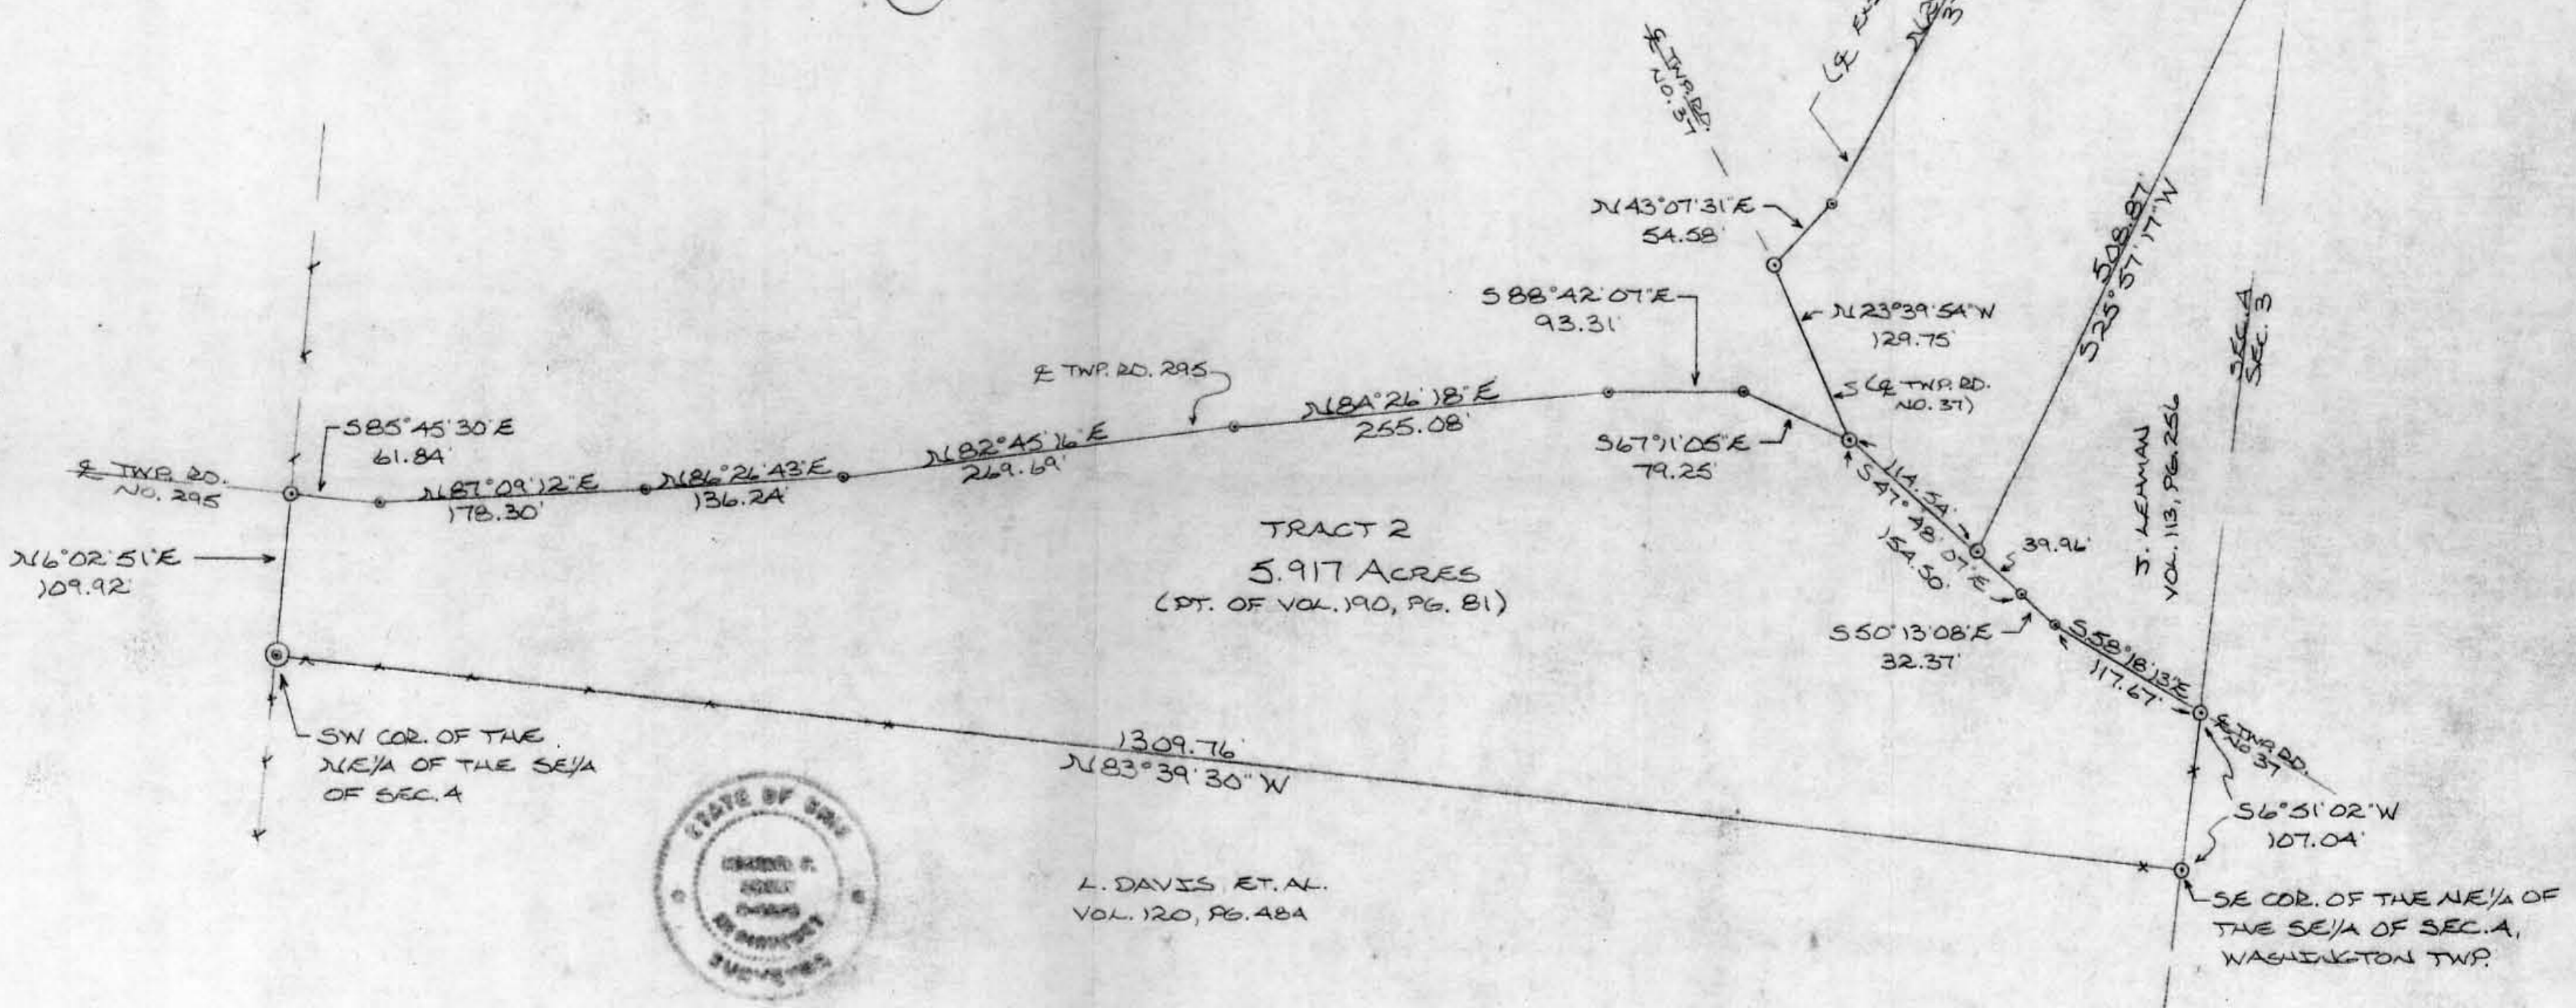 ℄ TWP. RD.
NO. 37
(℄
N43°07'31"E
54.58'
S88°42'07"E
93.31'
N23°39'54"W
129.75'
(℄ TWP. RD.
NO. 37)
508.87'
S25°57'17"W
SEC. 4
SEC. 3
J. LEHMAN
VOL. 113, PG. 256
℄ TWP. RD. 295
N84°26'18"E
255.08'
S67°11'05"E
79.25'
S85°45'30"E
61.84'
℄ TWP. RD.
NO. 295
N87°09'12"E
178.30'
N86°26'43"E
136.24'
N82°45'16"E
269.69'
114.54'
S47°48'07"E
154.50'
39.96'
N6°02'51"E
109.92'
TRACT 2
5.917 ACRES
(PT. OF VOL. 190, PG. 81)
S50°13'08"E
32.37'
S58°18'13"E
117.67'
℄ TWP. RD.
NO. 37
SW COR. OF THE
NE1/4 OF THE SE1/4
OF SEC. 4
1309.76'
N83°39'30"W
S6°51'02"W
107.04'
STATE OF OHIO
SURVEYOR
L. DAVIS ET. AL.
VOL. 120, PG. 484
SE COR. OF THE NE1/4 OF
THE SE1/4 OF SEC. 4,
WASHINGTON TWP.